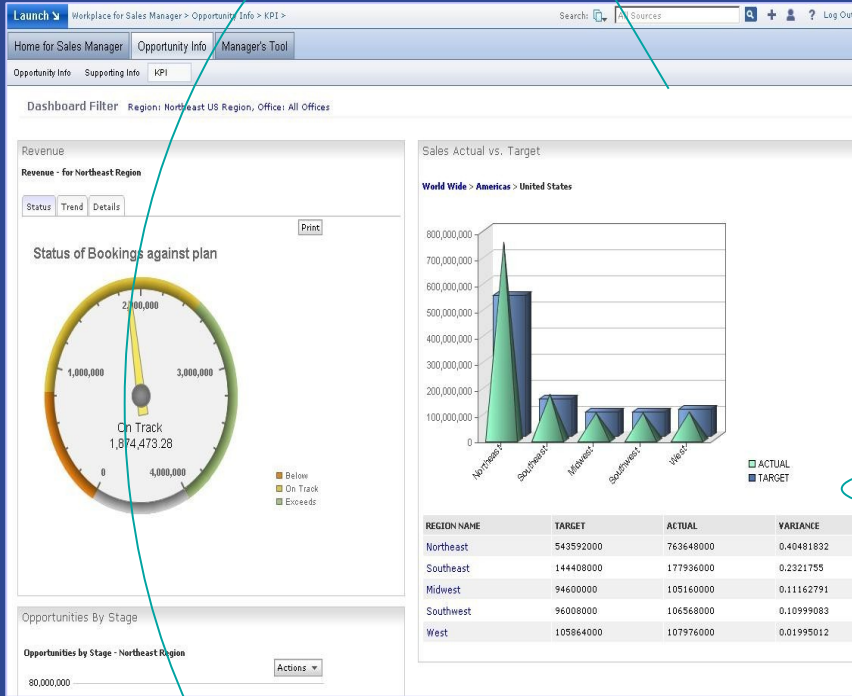 Launch Workplace for Sales Manager > Opportunity Info > KPI > Search: All Sources + ? Log Out
Home for Sales Manager Opportunity Info Manager's Tool
Opportunity Info Supporting Info KPI
Dashboard Filter Region: Northeast US Region, Office: All Offices
Revenue
Revenue - for Northeast Region
Status Trend Details
Print
Status of Bookings against plan
2,000,000
1,000,000 3,000,000
On Track
1,874,473.28
0 4,000,000
Below
On Track
Exceeds
Opportunities By Stage
Opportunities by Stage - Northeast Region
Actions
80,000,000
Sales Actual vs. Target
World Wide > Americas > United States
800,000,000
700,000,000
600,000,000
500,000,000
400,000,000
300,000,000
200,000,000
100,000,000
0
Northeast Southeast Midwest Southwest West
ACTUAL
TARGET
REGION NAME TARGET ACTUAL VARIANCE
Northeast 543592000 763648000 0.40481832
Southeast 144408000 177936000 0.2321755
Midwest 94600000 105160000 0.11162791
Southwest 96008000 106568000 0.10999083
West 105864000 107976000 0.01995012